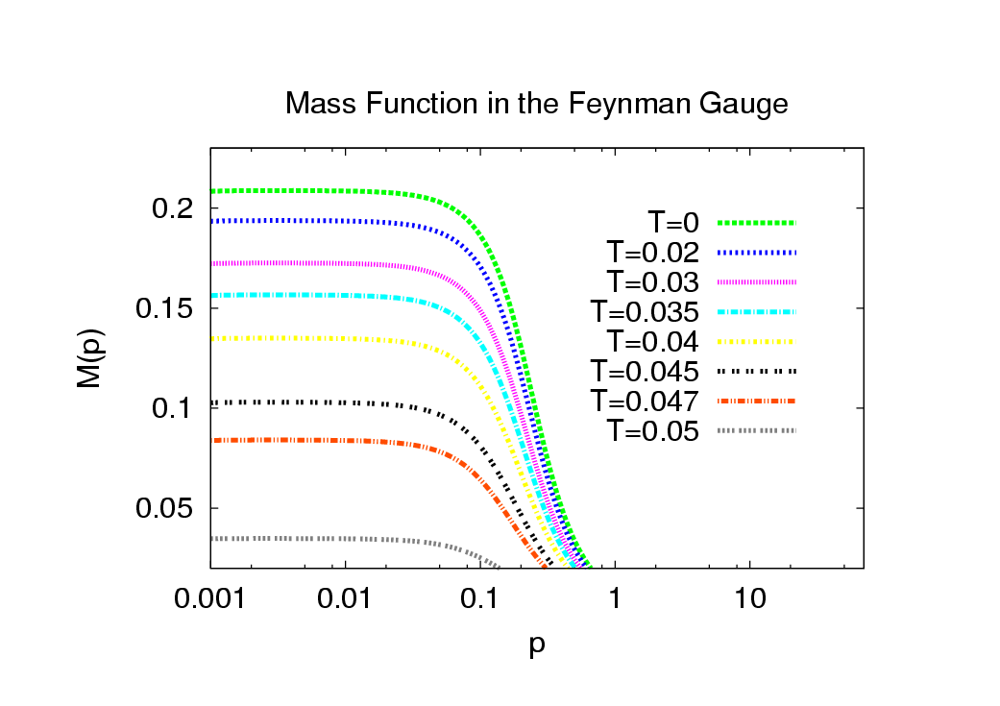 Mass Function in the Feynman Gauge
M(p)
0.2
0.15
0.1
0.05
T=0
T=0.02
T=0.03
T=0.035
T=0.04
T=0.045
T=0.047
T=0.05
0.001 0.01 0.1 1 10
p